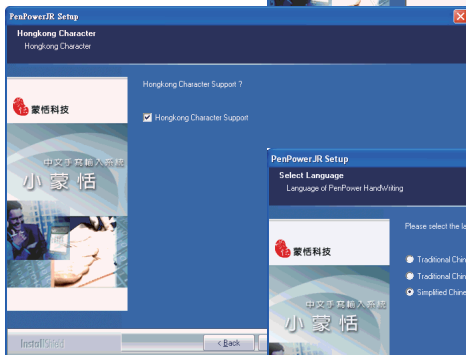 PenPowerJR Setup
Hongkong Character
Hongkong Character
Hongkong Character Support ?
Hongkong Character Support
蒙恬科技
中文手寫輸入系統
小蒙恬
InstallShield
< Back
PenPowerJR Setup
Select Language
Language of PenPower HandWriting
Please select the la
Traditional Chin
Traditional Chin
Simplified Chine
蒙恬科技
中文手寫輸入系統
小蒙恬